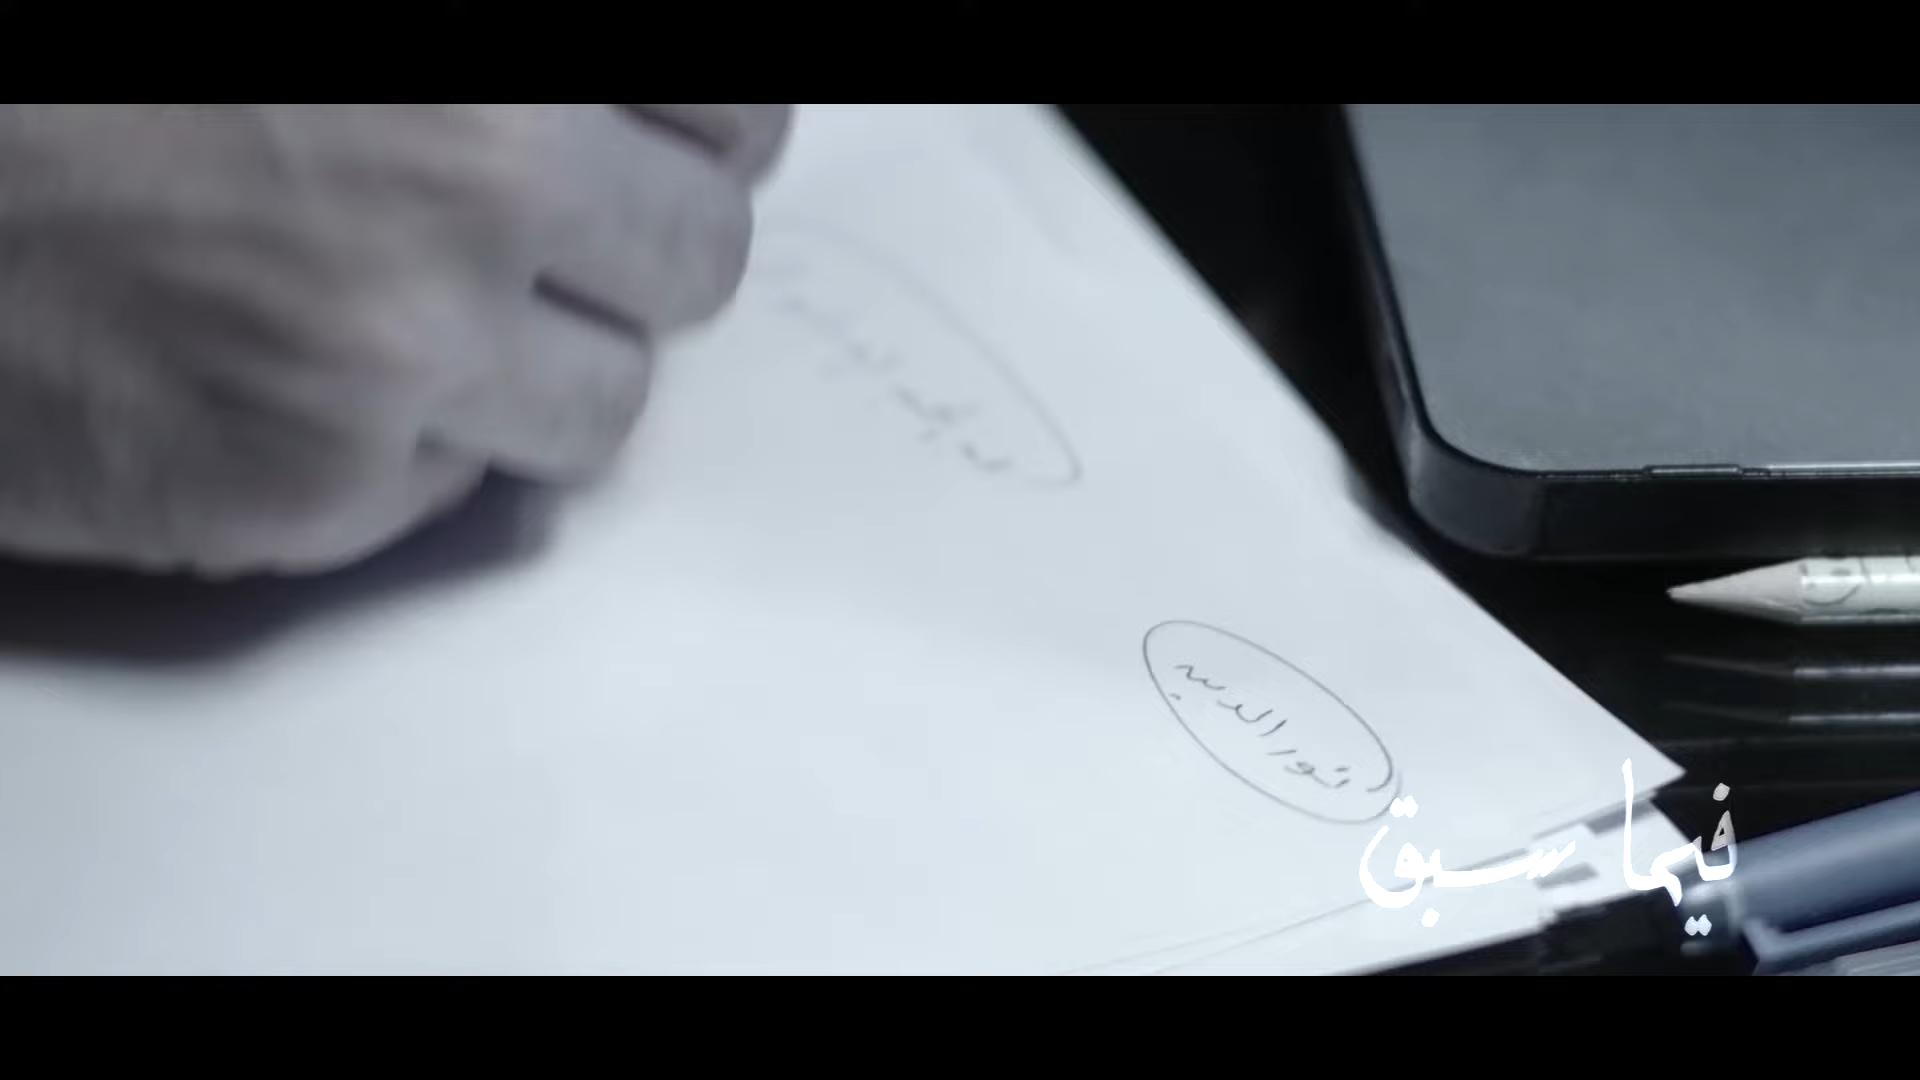 نور الدين
فيما سبق